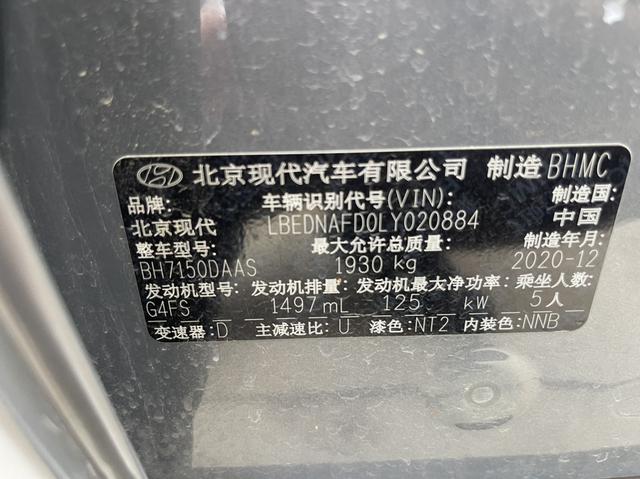 北京现代汽车有限公司 制造 BHMC
品牌: 车辆识别代号(VIN): 制造国:
北京现代 LBEDNAFD0LY020884 中国
整车型号: 最大允许总质量: 制造年月:
BH7150DAAS 1930 kg 2020-12
发动机型号: 发动机排量: 发动机最大净功率: 乘坐人数:
G4FS 1497 mL 125 kW 5人
变速器:D 主减速比:U 漆色:NT2 内装色:NNB